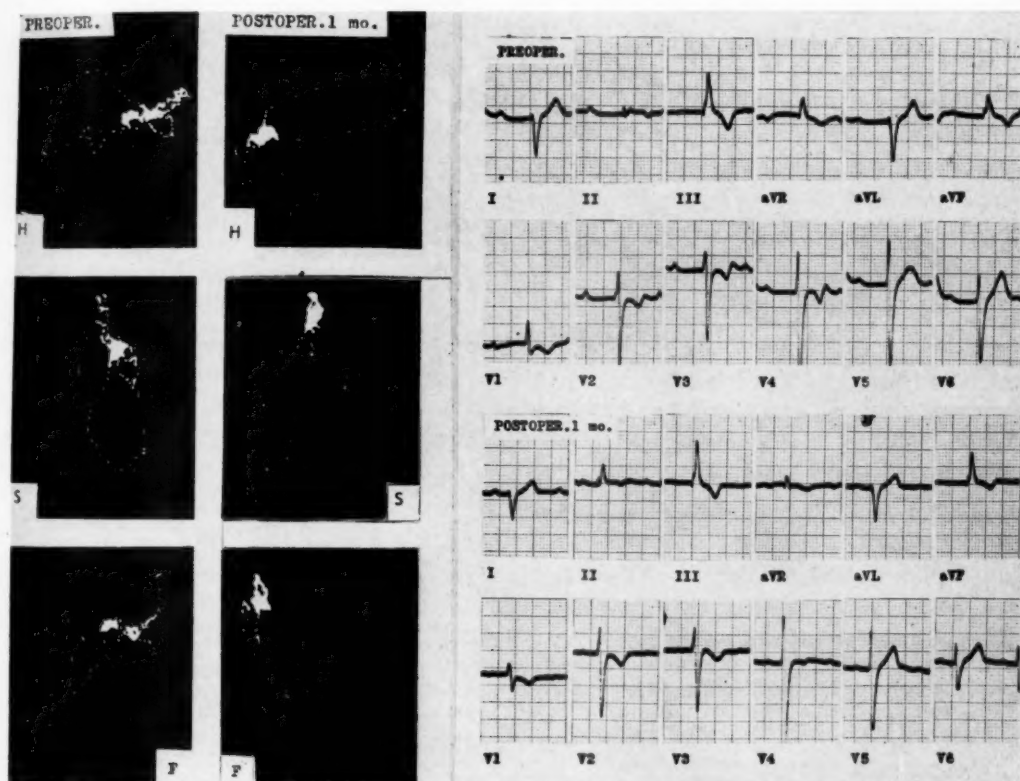 PREOPER.
POSTOPER.1 mo.
H
H
S
S
F
F
PREOPER.
I II III aVR aVL aVF
V1 V2 V3 V4 V5 V6
POSTOPER.1 mo.
I II III aVR aVL aVF
V1 V2 V3 V4 V5 V6